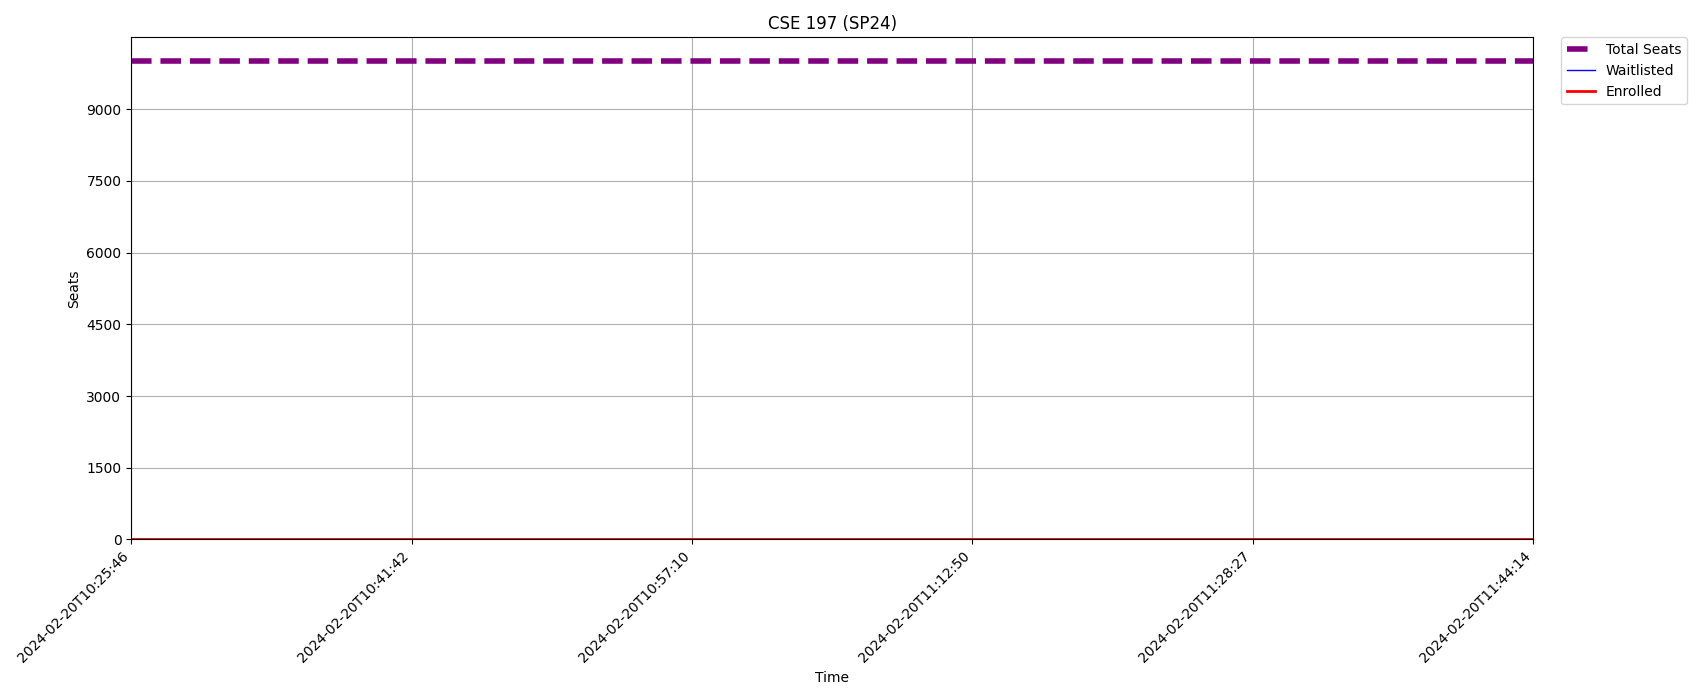 CSE 197 (SP24)
Total Seats
Waitlisted
Enrolled
9000
7500
6000
4500
3000
1500
0
Seats
2024-02-20T10:25:46
2024-02-20T10:41:42
2024-02-20T10:57:10
2024-02-20T11:12:50
2024-02-20T11:28:27
2024-02-20T11:44:14
Time